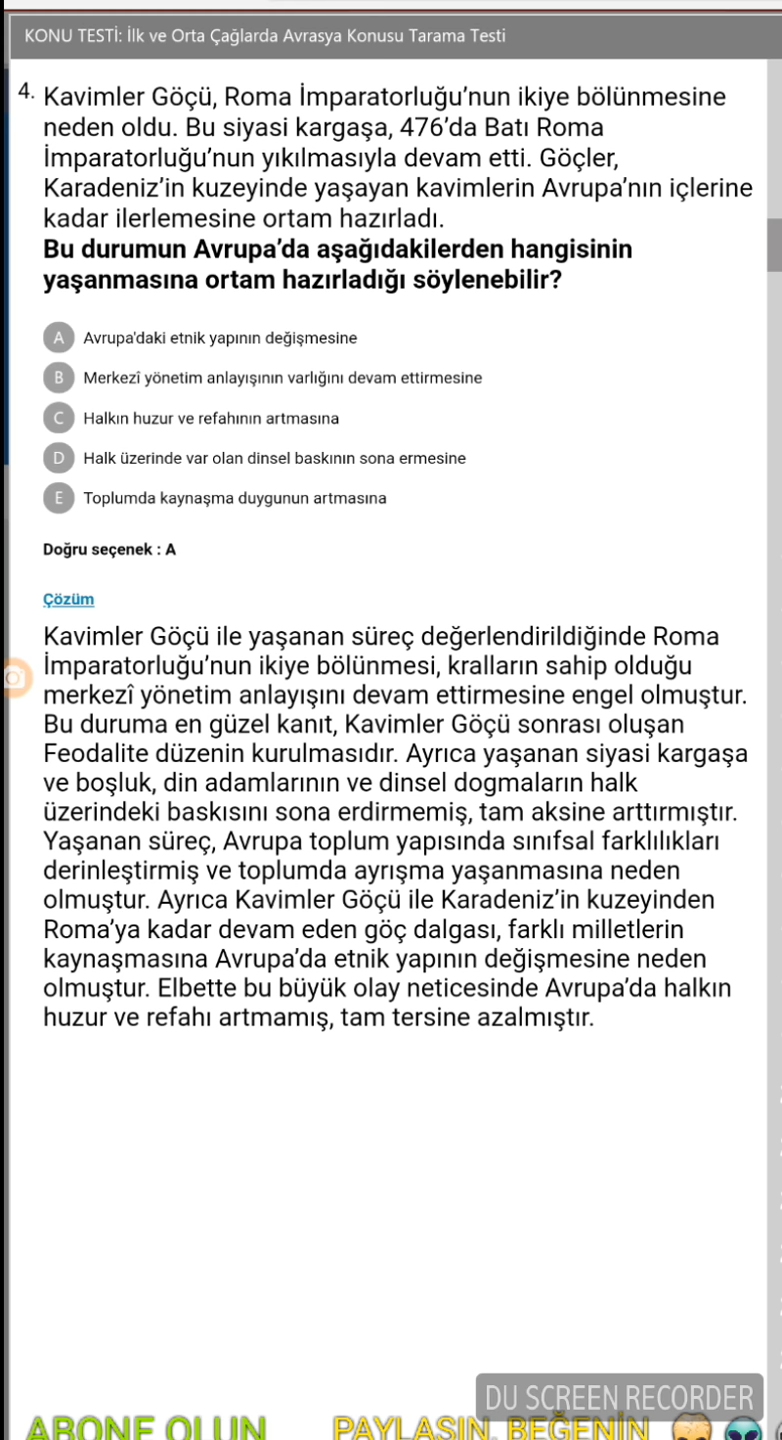 KONU TESTİ: İlk ve Orta Çağlarda Avrasya Konusu Tarama Testi
4. Kavimler Göçü, Roma İmparatorluğu’nun ikiye bölünmesine
neden oldu. Bu siyasi kargaşa, 476’da Batı Roma
İmparatorluğu’nun yıkılmasıyla devam etti. Göçler,
Karadeniz’in kuzeyinde yaşayan kavimlerin Avrupa’nın içlerine
kadar ilerlemesine ortam hazırladı.
Bu durumun Avrupa’da aşağıdakilerden hangisinin
yaşanmasına ortam hazırladığı söylenebilir?
A Avrupa'daki etnik yapının değişmesine
B Merkezî yönetim anlayışının varlığını devam ettirmesine
C Halkın huzur ve refahının artmasına
D Halk üzerinde var olan dinsel baskının sona ermesine
E Toplumda kaynaşma duygunun artmasına
Doğru seçenek : A
Çözüm
Kavimler Göçü ile yaşanan süreç değerlendirildiğinde Roma
İmparatorluğu’nun ikiye bölünmesi, kralların sahip olduğu
merkezî yönetim anlayışını devam ettirmesine engel olmuştur.
Bu duruma en güzel kanıt, Kavimler Göçü sonrası oluşan
Feodalite düzenin kurulmasıdır. Ayrıca yaşanan siyasi kargaşa
ve boşluk, din adamlarının ve dinsel dogmaların halk
üzerindeki baskısını sona erdirmemiş, tam aksine arttırmıştır.
Yaşanan süreç, Avrupa toplum yapısında sınıfsal farklılıkları
derinleştirmiş ve toplumda ayrışma yaşanmasına neden
olmuştur. Ayrıca Kavimler Göçü ile Karadeniz’in kuzeyinden
Roma’ya kadar devam eden göç dalgası, farklı milletlerin
kaynaşmasına Avrupa’da etnik yapının değişmesine neden
olmuştur. Elbette bu büyük olay neticesinde Avrupa’da halkın
huzur ve refahı artmamış, tam tersine azalmıştır.
DU SCREEN RECORDER
ABONE OLUN PAYLAŞIN, BEĞENİN